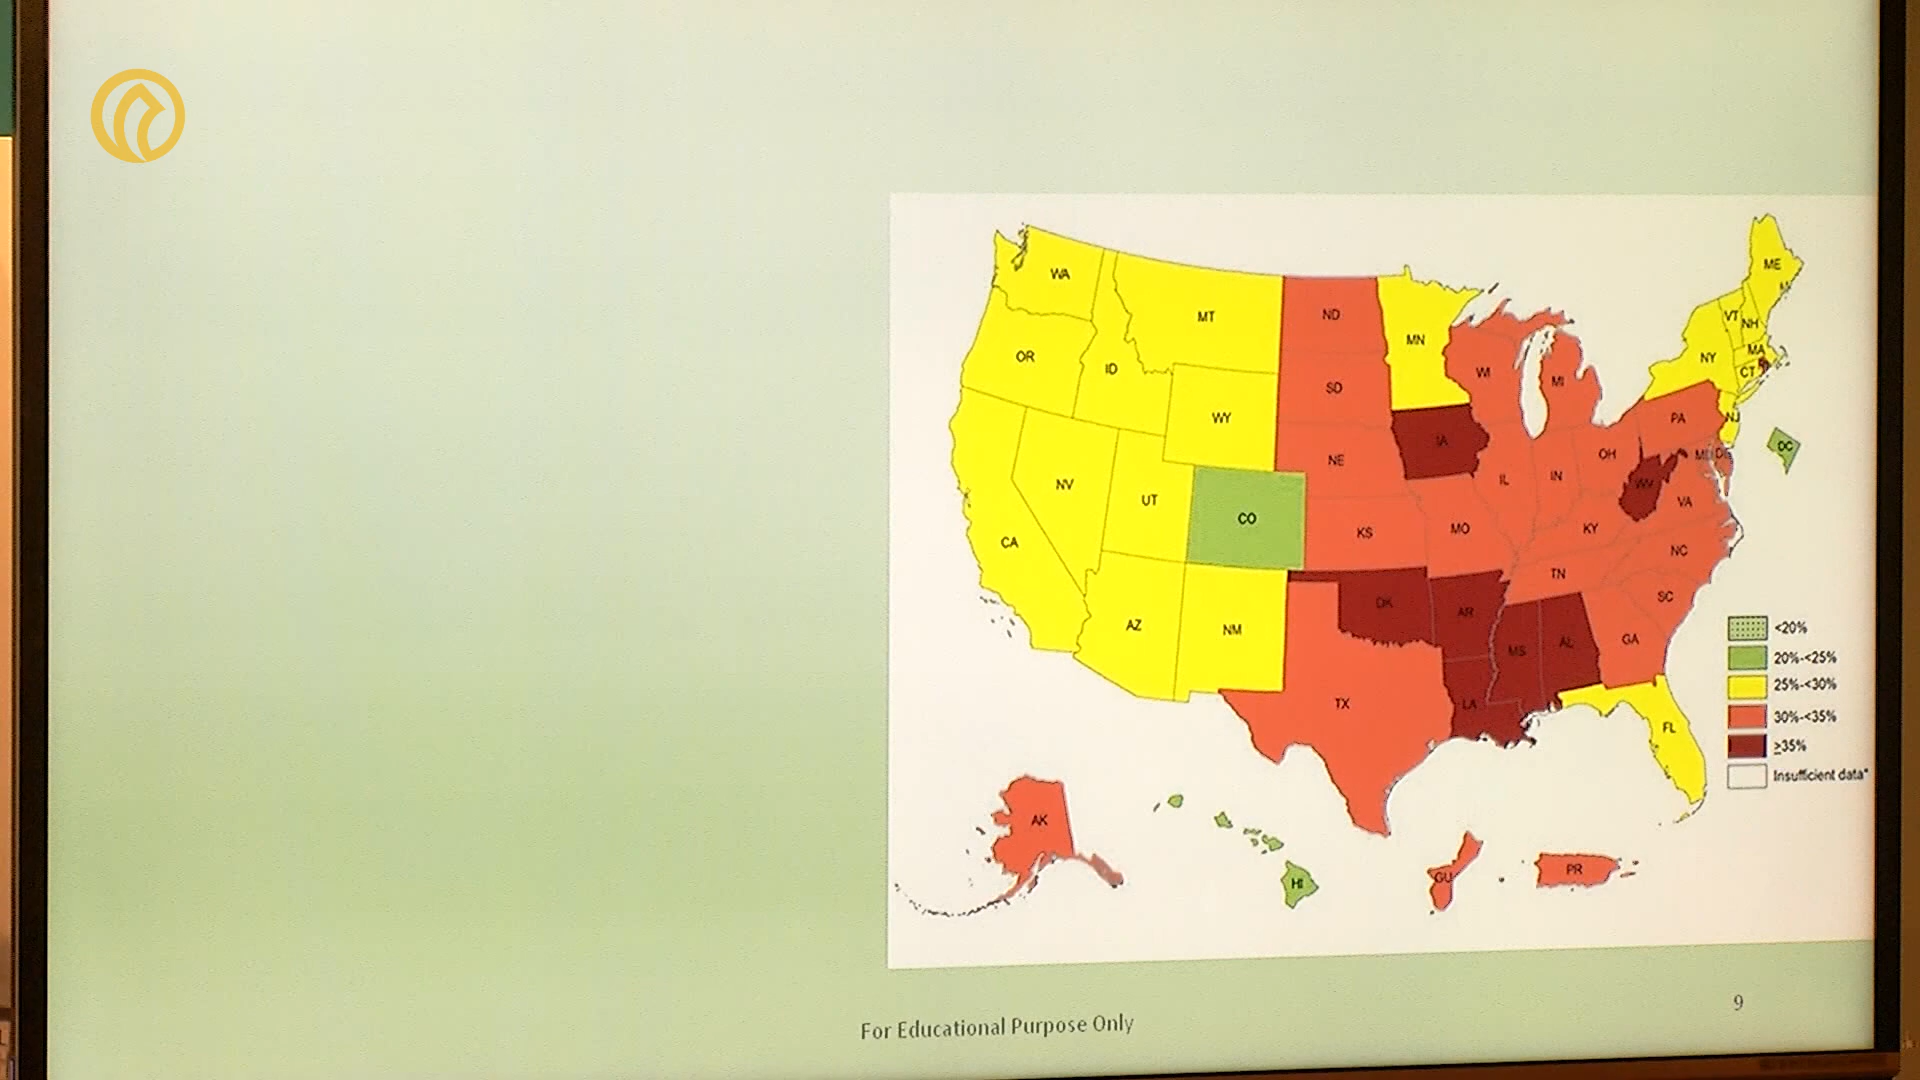 WA
MT
ND
MN
ME
OR
ID
WY
SD
WI
MI
VT
NH
NY
MA
CT
NV
UT
CO
NE
IA
IL
IN
OH
PA
NJ
DC
CA
KS
MO
KY
WV
VA
AZ
NM
OK
AR
TN
NC
SC
TX
LA
MS
AL
GA
FL
<20%
20%-<25%
25%-<30%
30%-<35%
≥35%
Insufficient data*
AK
HI
GU
PR
9
For Educational Purpose Only